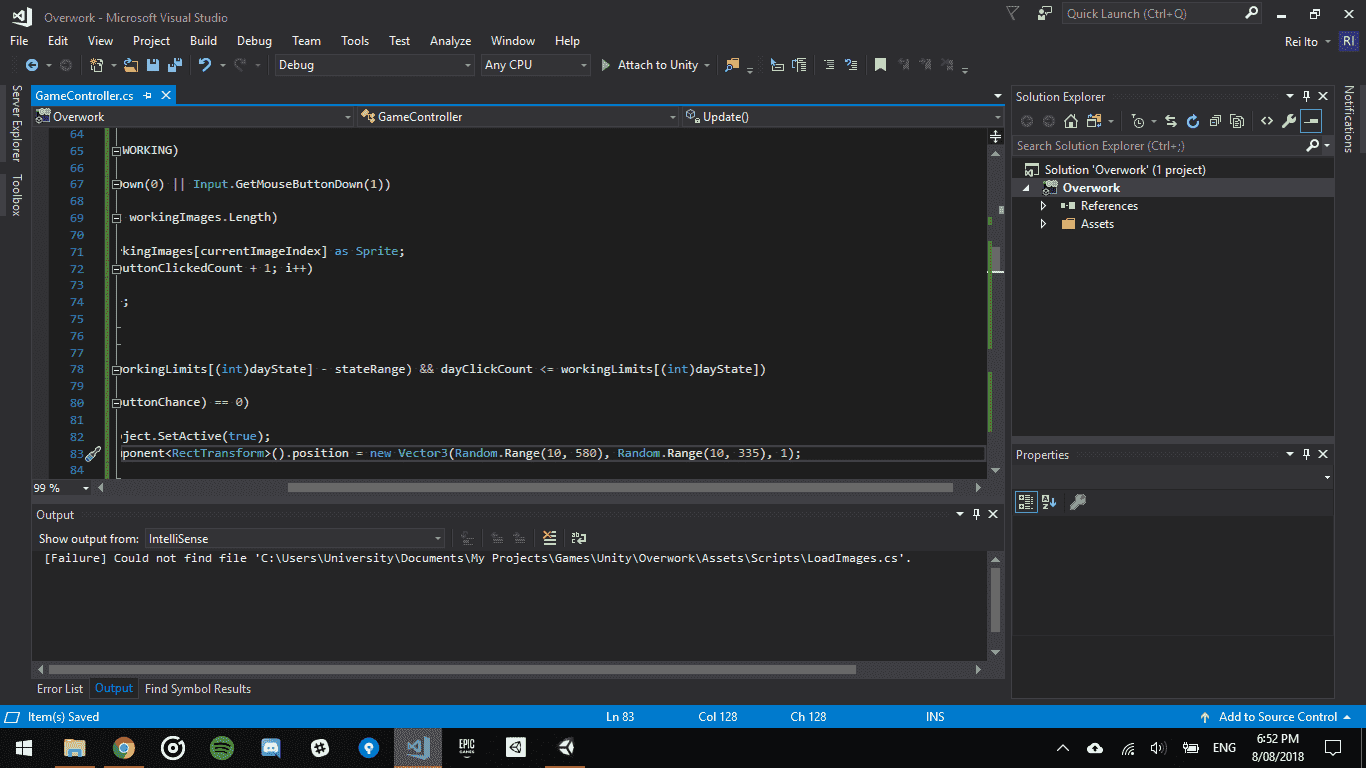 Overwork - Microsoft Visual Studio
Quick Launch (Ctrl+Q)
File Edit View Project Build Debug Team Tools Test Analyze Window Help
Rei Ito RI
Debug Any CPU Attach to Unity
Server Explorer
Toolbox
GameController.cs
Overwork GameController Update()
64
65 WORKING)
66
67 own(0) || Input.GetMouseButtonDown(1))
68
69 workingImages.Length)
70
71 kingImages[currentImageIndex] as Sprite;
72 uttonClickedCount + 1; i++)
73
74 ;
75
76
77
78 orkingLimits[(int)dayState] - stateRange) && dayClickCount <= workingLimits[(int)dayState])
79
80 uttonChance) == 0)
81
82 ject.SetActive(true);
83 ponent<RectTransform>().position = new Vector3(Random.Range(10, 580), Random.Range(10, 335), 1);
84
99 %
Output
Show output from: IntelliSense
[Failure] Could not find file 'C:\Users\University\Documents\My Projects\Games\Unity\Overwork\Assets\Scripts\LoadImages.cs'.
Error List Output Find Symbol Results
Solution Explorer
Search Solution Explorer (Ctrl+;)
Solution 'Overwork' (1 project)
Overwork
References
Assets
Properties
Notifications
Item(s) Saved Ln 83 Col 128 Ch 128 INS Add to Source Control
EPIC GAMES
ENG
6:52 PM
8/08/2018